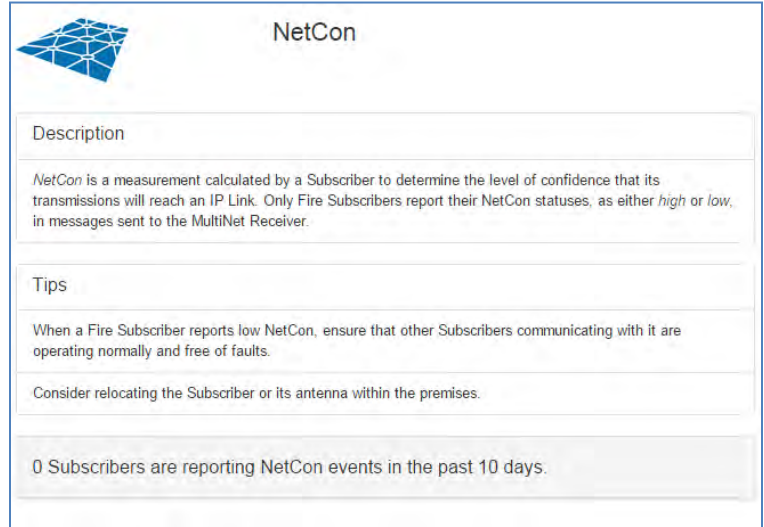 NetCon
Description
NetCon is a measurement calculated by a Subscriber to determine the level of confidence that its
transmissions will reach an IP Link. Only Fire Subscribers report their NetCon statuses, as either high or low,
in messages sent to the MultiNet Receiver.
Tips
When a Fire Subscriber reports low NetCon, ensure that other Subscribers communicating with it are
operating normally and free of faults.
Consider relocating the Subscriber or its antenna within the premises.
0 Subscribers are reporting NetCon events in the past 10 days.